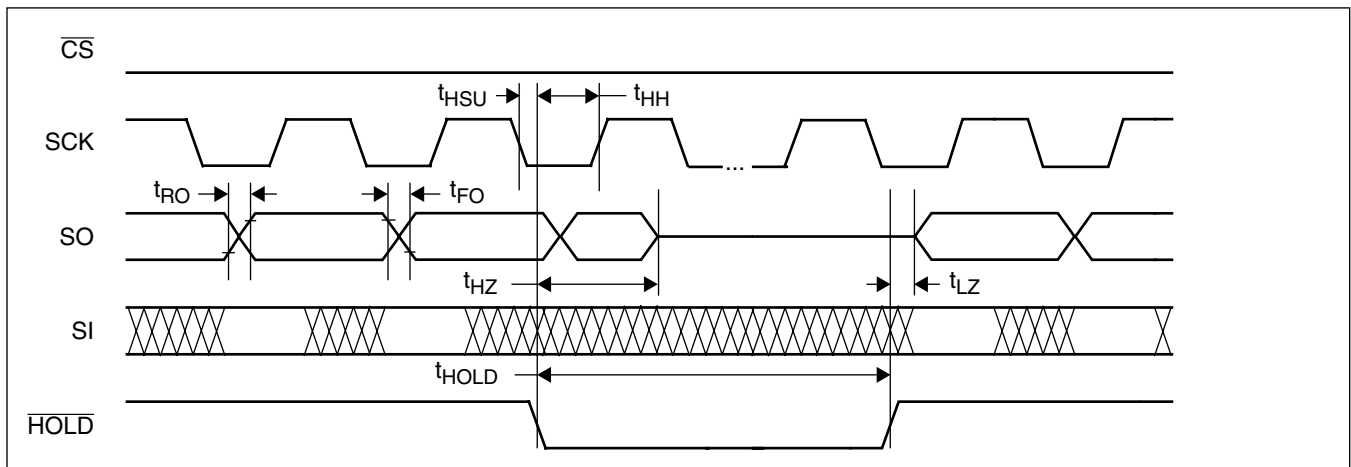 CS
tHSU tHH
SCK
...
tRO tFO
SO
tHZ tLZ
SI
tHOLD
HOLD